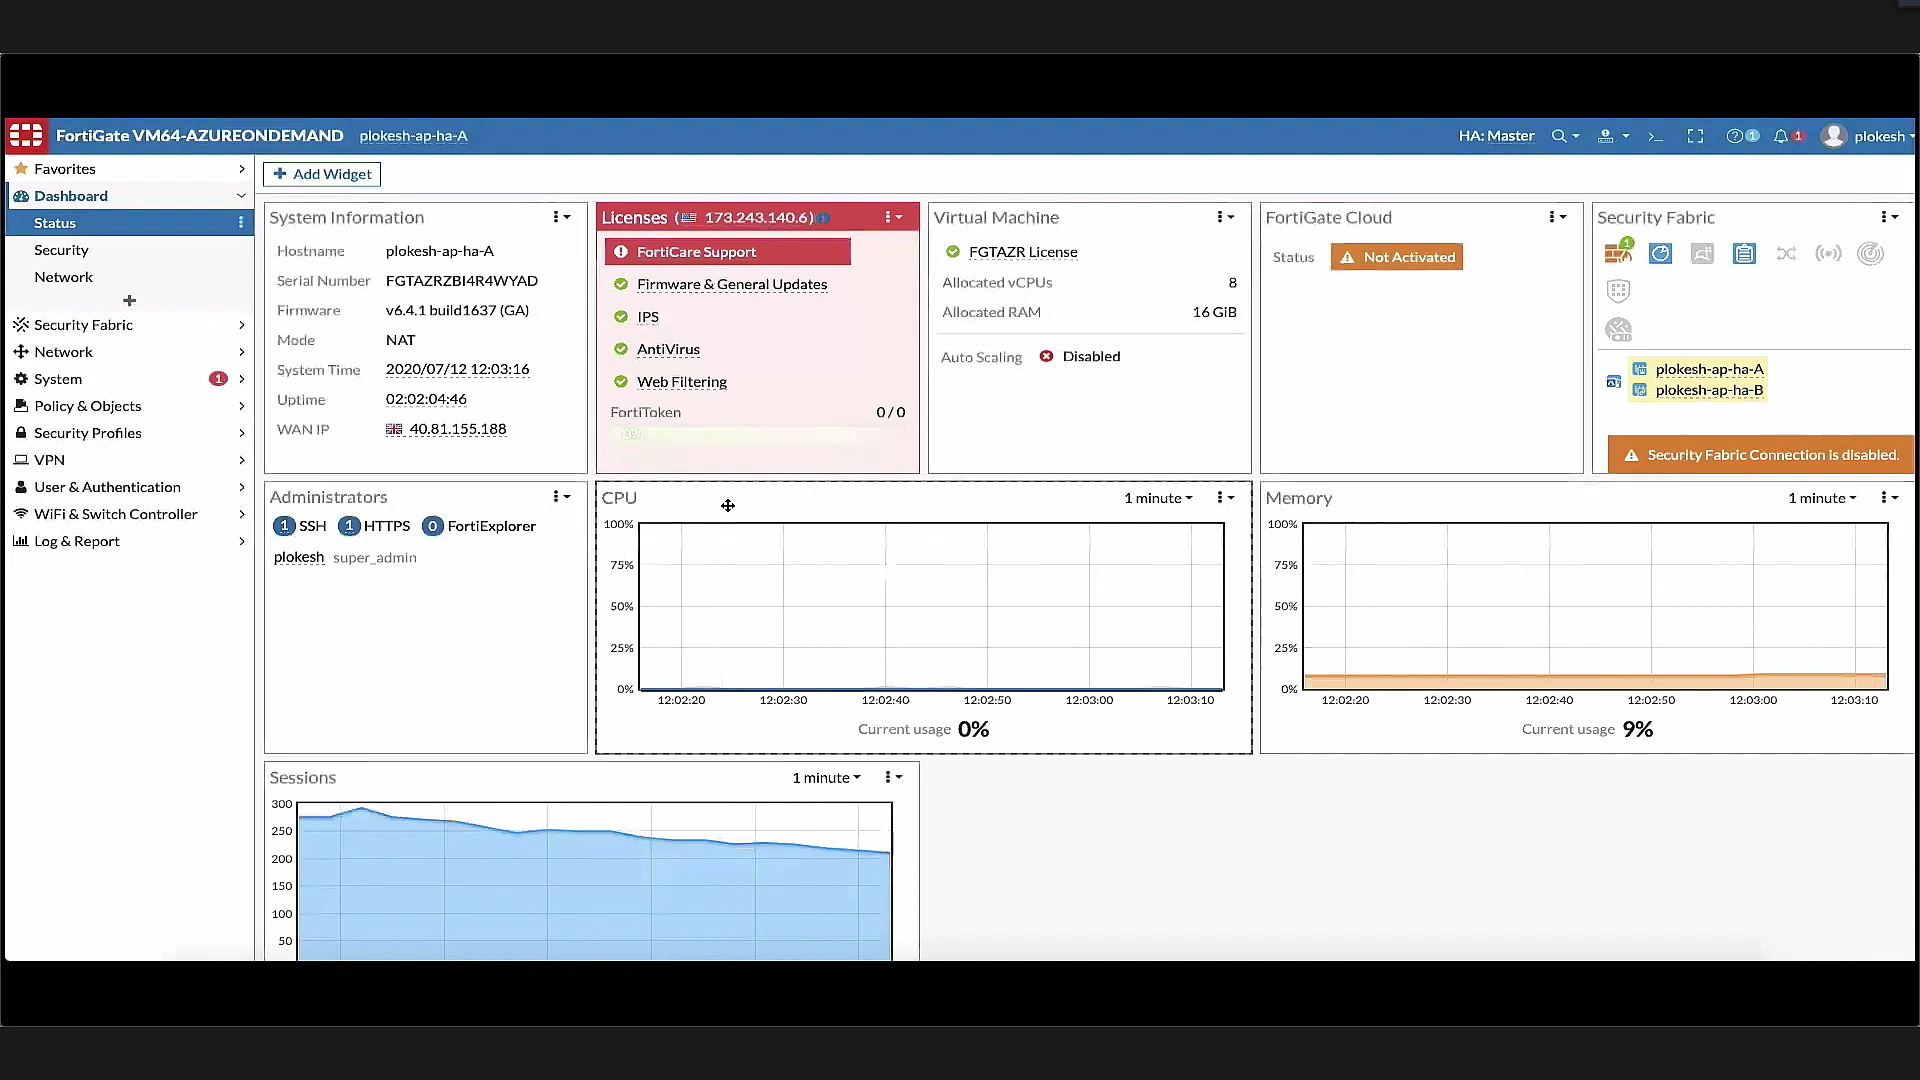 FortiGate VM64-AZUREONDEMAND plokesh-ap-ha-A HA: Master 1 1 plokesh
Favorites
Dashboard
Status
Security
Network
Security Fabric
Network
System 1
Policy & Objects
Security Profiles
VPN
User & Authentication
WiFi & Switch Controller
Log & Report
Add Widget
System Information
Hostname plokesh-ap-ha-A
Serial Number FGTAZRZBI4R4WYAD
Firmware v6.4.1 build1637 (GA)
Mode NAT
System Time 2020/07/12 12:03:16
Uptime 02:02:04:46
WAN IP 40.81.155.188
Licenses (173.243.140.6)
FortiCare Support
Firmware & General Updates
IPS
AntiVirus
Web Filtering
FortiToken 0 / 0
0%
Virtual Machine
FGTAZR License
Allocated vCPUs 8
Allocated RAM 16 GiB
Auto Scaling Disabled
FortiGate Cloud
Status Not Activated
Security Fabric
1
plokesh-ap-ha-A
plokesh-ap-ha-B
Security Fabric Connection is disabled.
Administrators
1 SSH 1 HTTPS 0 FortiExplorer
plokesh super_admin
CPU 1 minute
100%
75%
50%
25%
0%
12:02:20 12:02:30 12:02:40 12:02:50 12:03:00 12:03:10
Current usage 0%
Memory 1 minute
100%
75%
50%
25%
0%
12:02:20 12:02:30 12:02:40 12:02:50 12:03:00 12:03:10
Current usage 9%
Sessions 1 minute
300
250
200
150
100
50